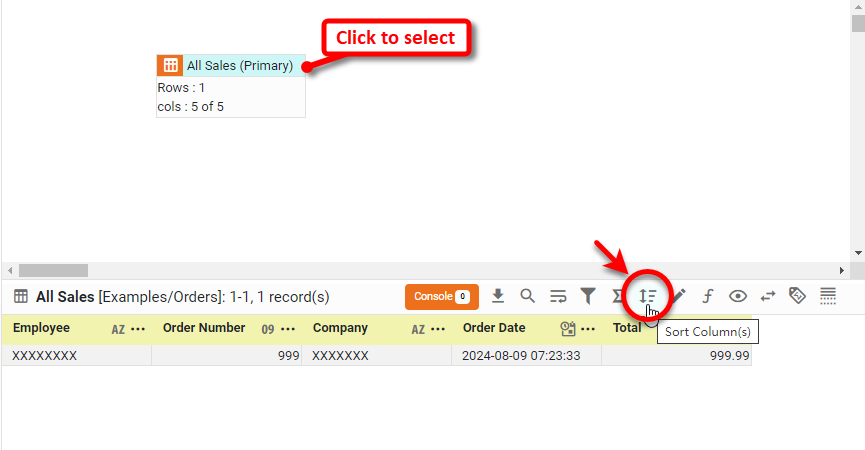 Click to select
All Sales (Primary)
Rows : 1
cols : 5 of 5
All Sales [Examples/Orders]: 1-1, 1 record(s)
Console 0
Employee AZ ••• Order Number 09 ••• Company AZ ••• Order Date ••• Total
Sort Column(s)
XXXXXXXX 999 XXXXXXX 2024-08-09 07:23:33 999.99